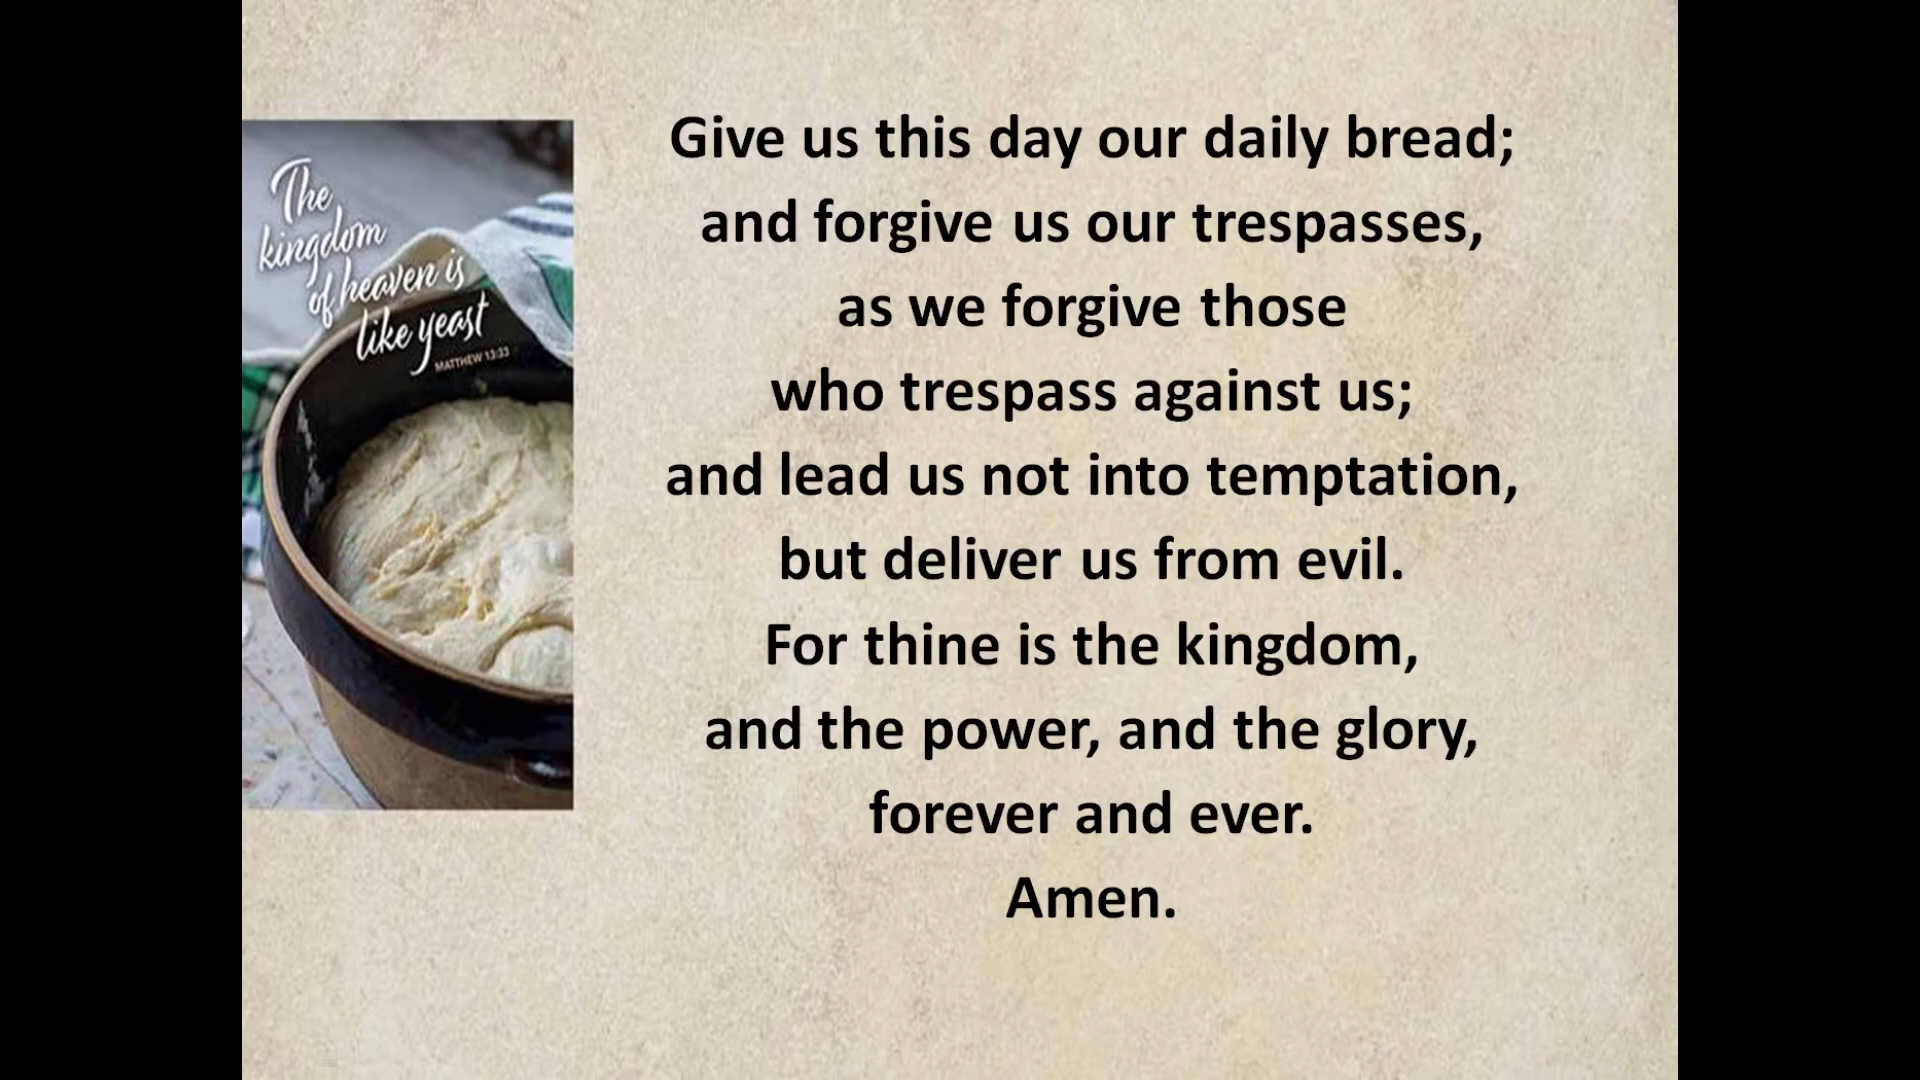 The
kingdom
of heaven is
like yeast
MATTHEW 13:33
Give us this day our daily bread;
and forgive us our trespasses,
as we forgive those
who trespass against us;
and lead us not into temptation,
but deliver us from evil.
For thine is the kingdom,
and the power, and the glory,
forever and ever.
Amen.